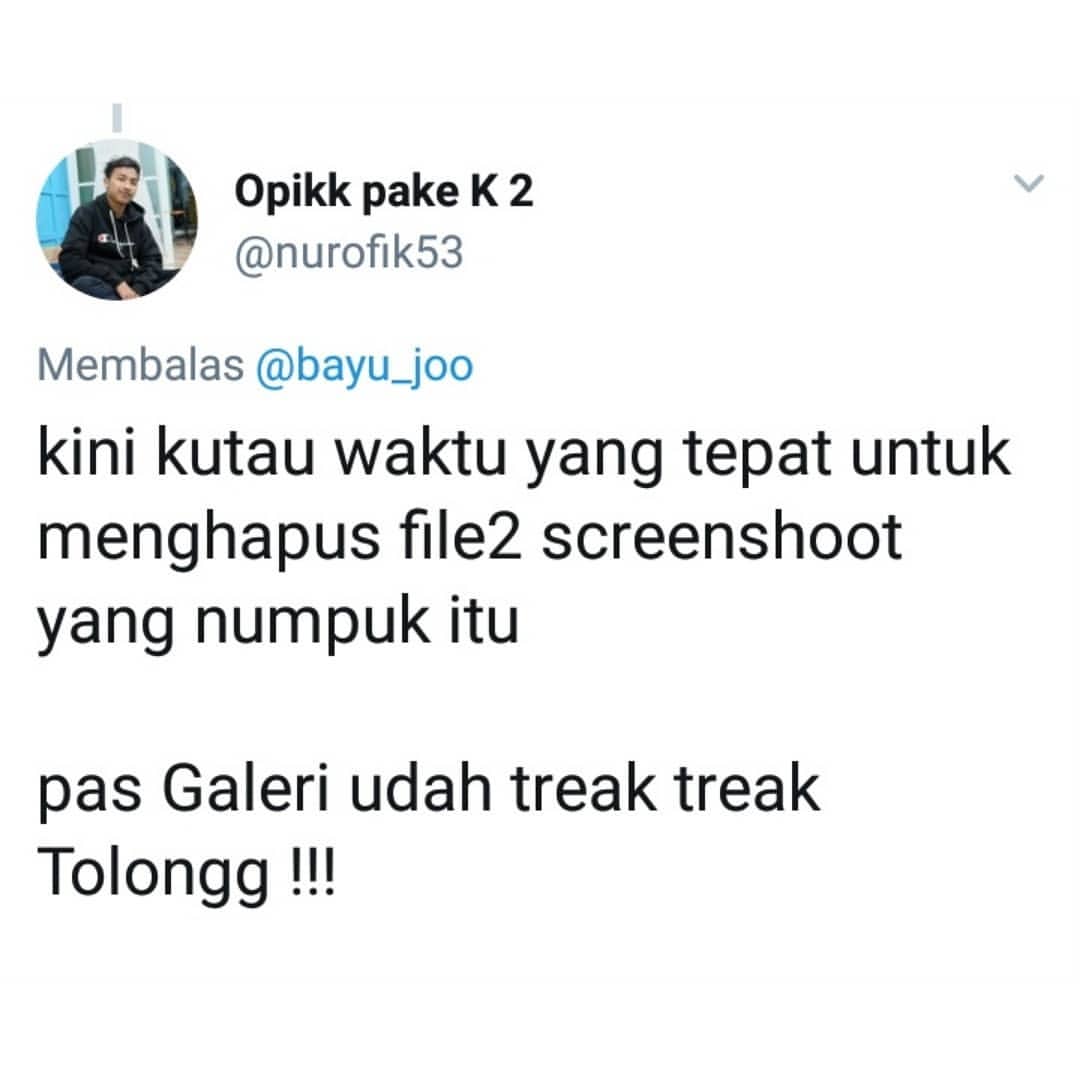 Opikk pake K 2
@nurofik53
Membalas @bayu_joo
kini kutau waktu yang tepat untuk
menghapus file2 screenshoot
yang numpuk itu
pas Galeri udah treak treak
Tolongg !!!